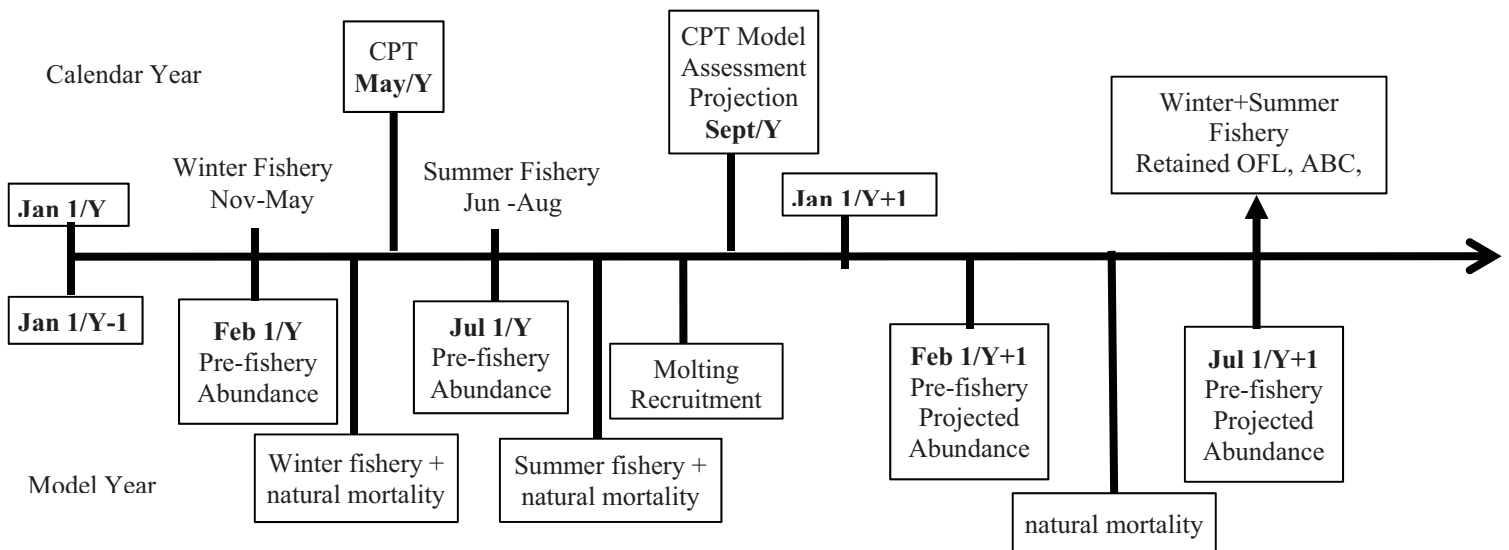 Calendar Year
CPT
May/Y
CPT Model
Assessment
Projection
Sept/Y
Winter+Summer
Fishery
Retained OFL, ABC,
Winter Fishery
Nov-May
Summer Fishery
Jun -Aug
Jan 1/Y
Jan 1/Y+1
Jan 1/Y-1
Feb 1/Y
Pre-fishery
Abundance
Jul 1/Y
Pre-fishery
Abundance
Molting
Recruitment
Feb 1/Y+1
Pre-fishery
Projected
Abundance
Jul 1/Y+1
Pre-fishery
Projected
Abundance
Model Year
Winter fishery +
natural mortality
Summer fishery +
natural mortality
natural mortality